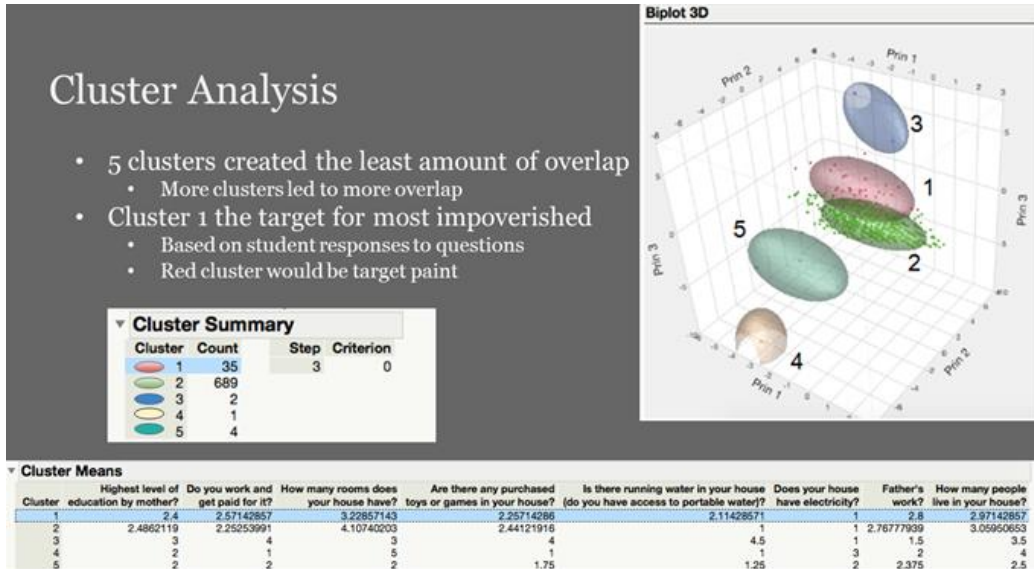 Cluster Analysis
• 5 clusters created the least amount of overlap
• More clusters led to more overlap
• Cluster 1 the target for most impoverished
• Based on student responses to questions
• Red cluster would be target paint
Cluster Summary
Cluster Count Step Criterion
1 35 3 0
2 689
3 2
4 1
5 4
Biplot 3D
Prin 1
Prin 2
3
1
5
2
4
Prin 3
Prin 3
Prin 2
Prin 1
Cluster Means
Highest level of Do you work and How many rooms does Are there any purchased Is there running water in your house Does your house Father's How many people
Cluster education by mother? get paid for it? your house have? toys or games in your house? (do you have access to portable water)? have electricity? work? live in your house?
1 2.4 2.57142857 3.22857143 2.25714286 2.11428571 1 2.8 2.97142857
2 2.4862119 2.25253991 4.10740203 2.44121916 1 1 2.76777939 3.05950653
3 3 4 3 4 4.5 1 1.5 3.5
4 2 1 5 1 1 3 2 4
5 2 2 2 1.75 1.25 2 2.375 2.5